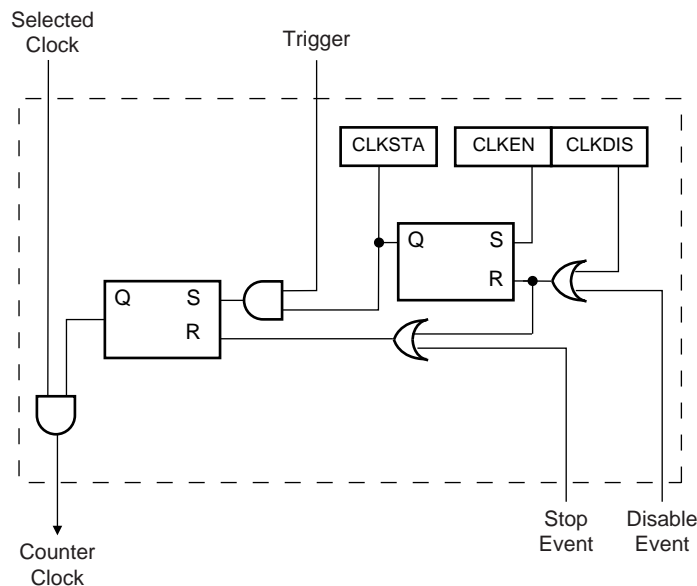 Selected
Clock
Trigger
CLKSTA
CLKEN
CLKDIS
Q
S
R
Q
S
R
Stop
Event
Disable
Event
Counter
Clock